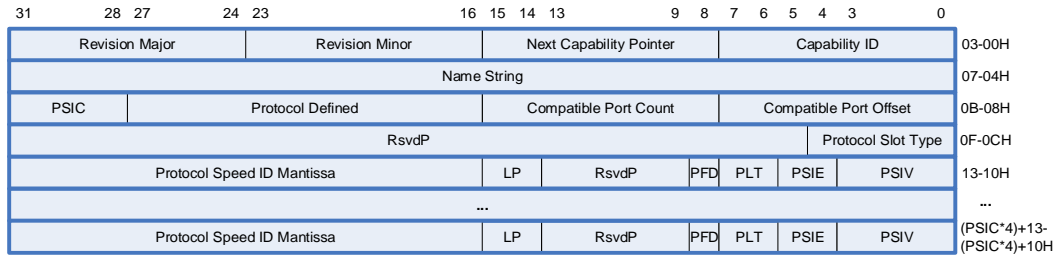 31 28 27 24 23 16 15 14 13 9 8 7 6 5 4 3 0
Revision Major Revision Minor Next Capability Pointer Capability ID 03-00H
Name String 07-04H
PSIC Protocol Defined Compatible Port Count Compatible Port Offset 0B-08H
RsvdP Protocol Slot Type 0F-0CH
Protocol Speed ID Mantissa LP RsvdP PFD PLT PSIE PSIV 13-10H
... ...
Protocol Speed ID Mantissa LP RsvdP PFD PLT PSIE PSIV (PSIC*4)+13-
(PSIC*4)+10H